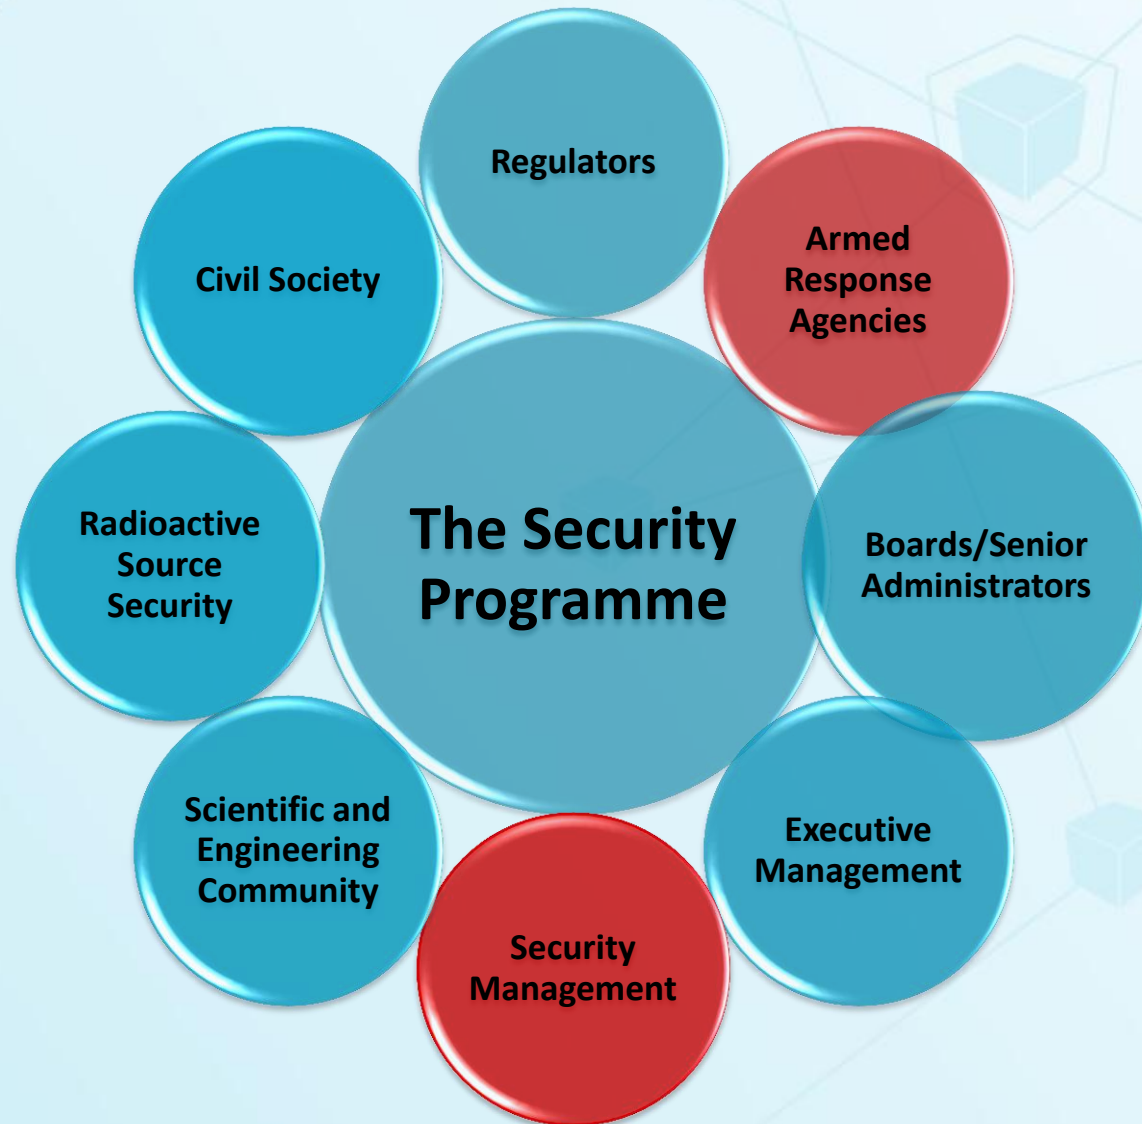 Regulators
Armed
Response
Agencies
Civil Society
The Security
Programme
Radioactive
Source
Security
Boards/Senior
Administrators
Scientific and
Engineering
Community
Executive
Management
Security
Management